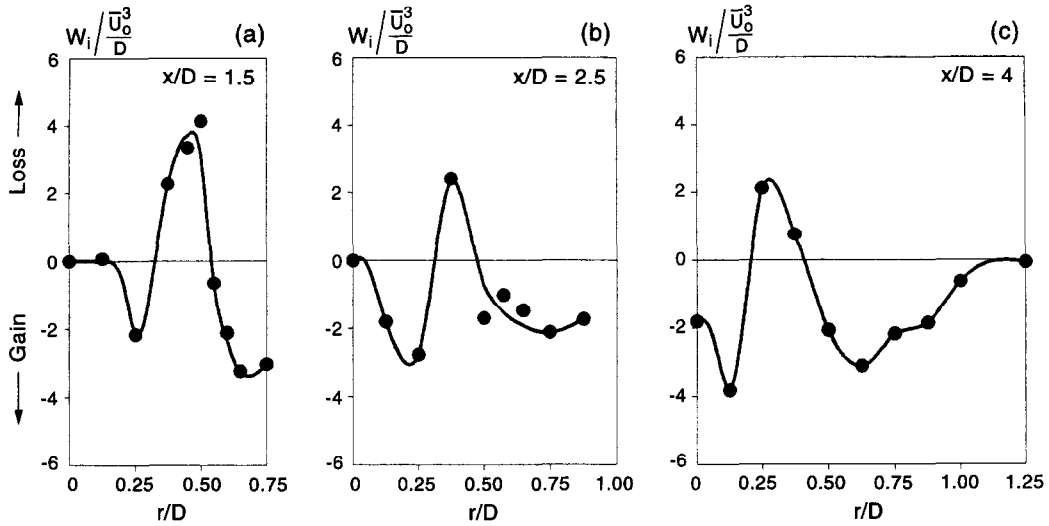 W_i / Ū_o^3/D (a)
x/D = 1.5
6
4
2
0
-2
-4
-6
Loss →
← Gain
0 0.25 0.50 0.75
r/D
W_i / Ū_o^3/D (b)
x/D = 2.5
6
4
2
0
-2
-4
-6
0 0.25 0.50 0.75 1.00
r/D
W_i / Ū_o^3/D (c)
x/D = 4
6
4
2
0
-2
-4
-6
0 0.25 0.50 0.75 1.00 1.25
r/D